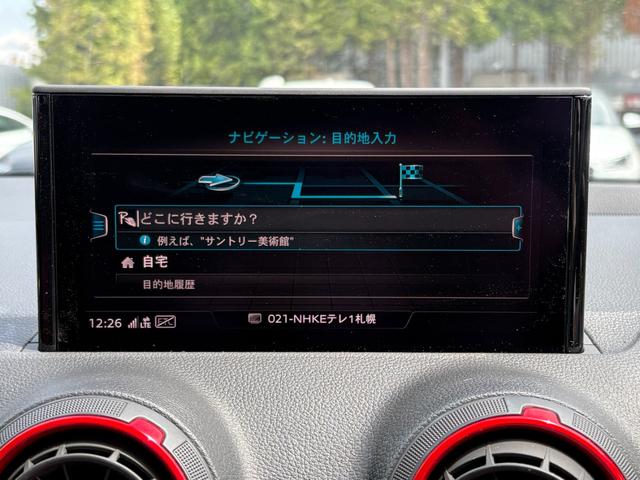 ナビゲーション: 目的地入力
どこに行きますか？
例えば、"サントリー美術館"
自宅
目的地履歴
12:26 LTE 021-NHKEテレ1札幌